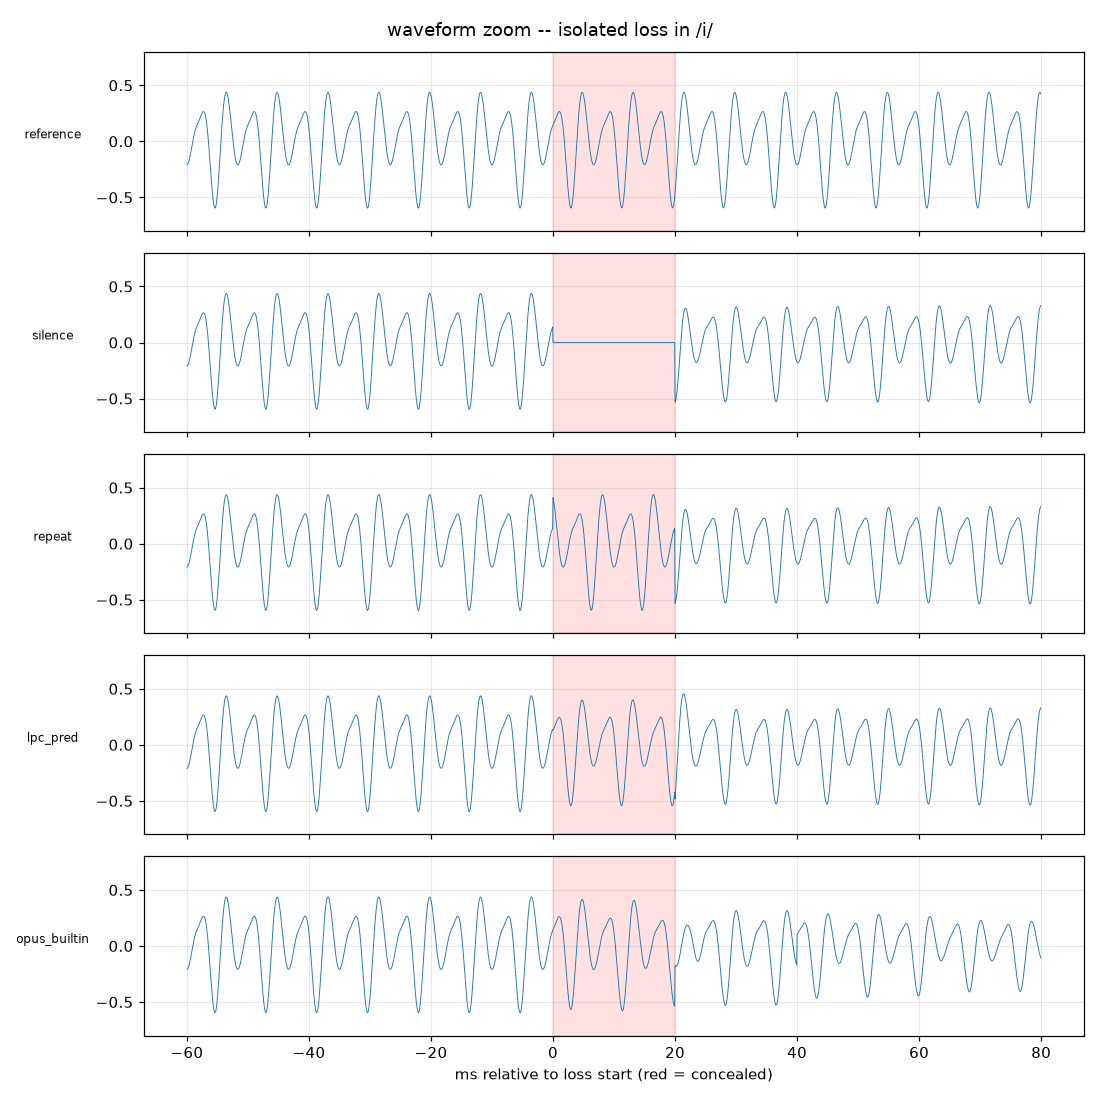 waveform zoom -- isolated loss in /i/
reference
0.5
0.0
−0.5
silence
0.5
0.0
−0.5
repeat
0.5
0.0
−0.5
lpc_pred
0.5
0.0
−0.5
opus_builtin
0.5
0.0
−0.5
−60 −40 −20 0 20 40 60 80
ms relative to loss start (red = concealed)